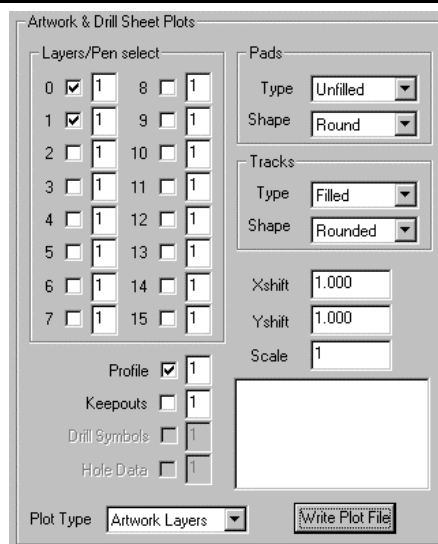 Artwork & Drill Sheet Plots
Layers/Pen select
0 1 8 1
1 1 9 1
2 1 10 1
3 1 11 1
4 1 12 1
5 1 13 1
6 1 14 1
7 1 15 1
Profile 1
Keepouts 1
Drill Symbols 1
Hole Data 1
Plot Type Artwork Layers
Pads
Type Unfilled
Shape Round
Tracks
Type Filled
Shape Rounded
Xshift 1.000
Yshift 1.000
Scale 1
Write Plot File